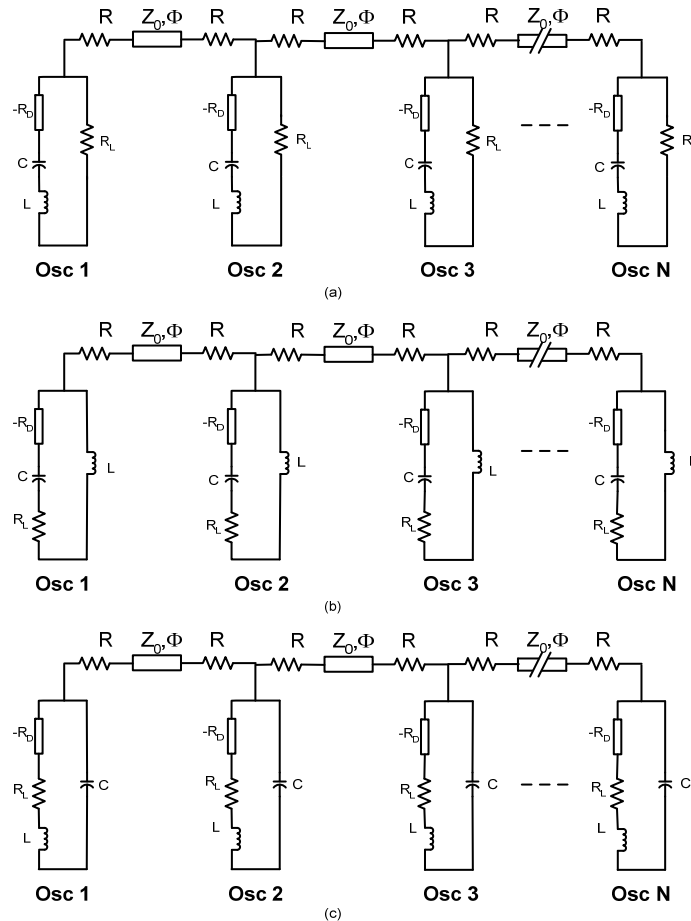 R Z0,Φ R R Z0,Φ R R Z0,Φ R
-RD -RD -RD -RD
RL RL RL R
C C C C
L L L L
Osc 1 Osc 2 Osc 3 Osc N
(a)
R Z0,Φ R R Z0,Φ R R Z0,Φ R
-RD -RD -RD -RD
C L C L C L C
RL RL RL RL
Osc 1 Osc 2 Osc 3 Osc N
(b)
R Z0,Φ R R Z0,Φ R R Z0,Φ R
-RD -RD -RD -RD
RL C RL C RL C RL C
L L L L
Osc 1 Osc 2 Osc 3 Osc N
(c)